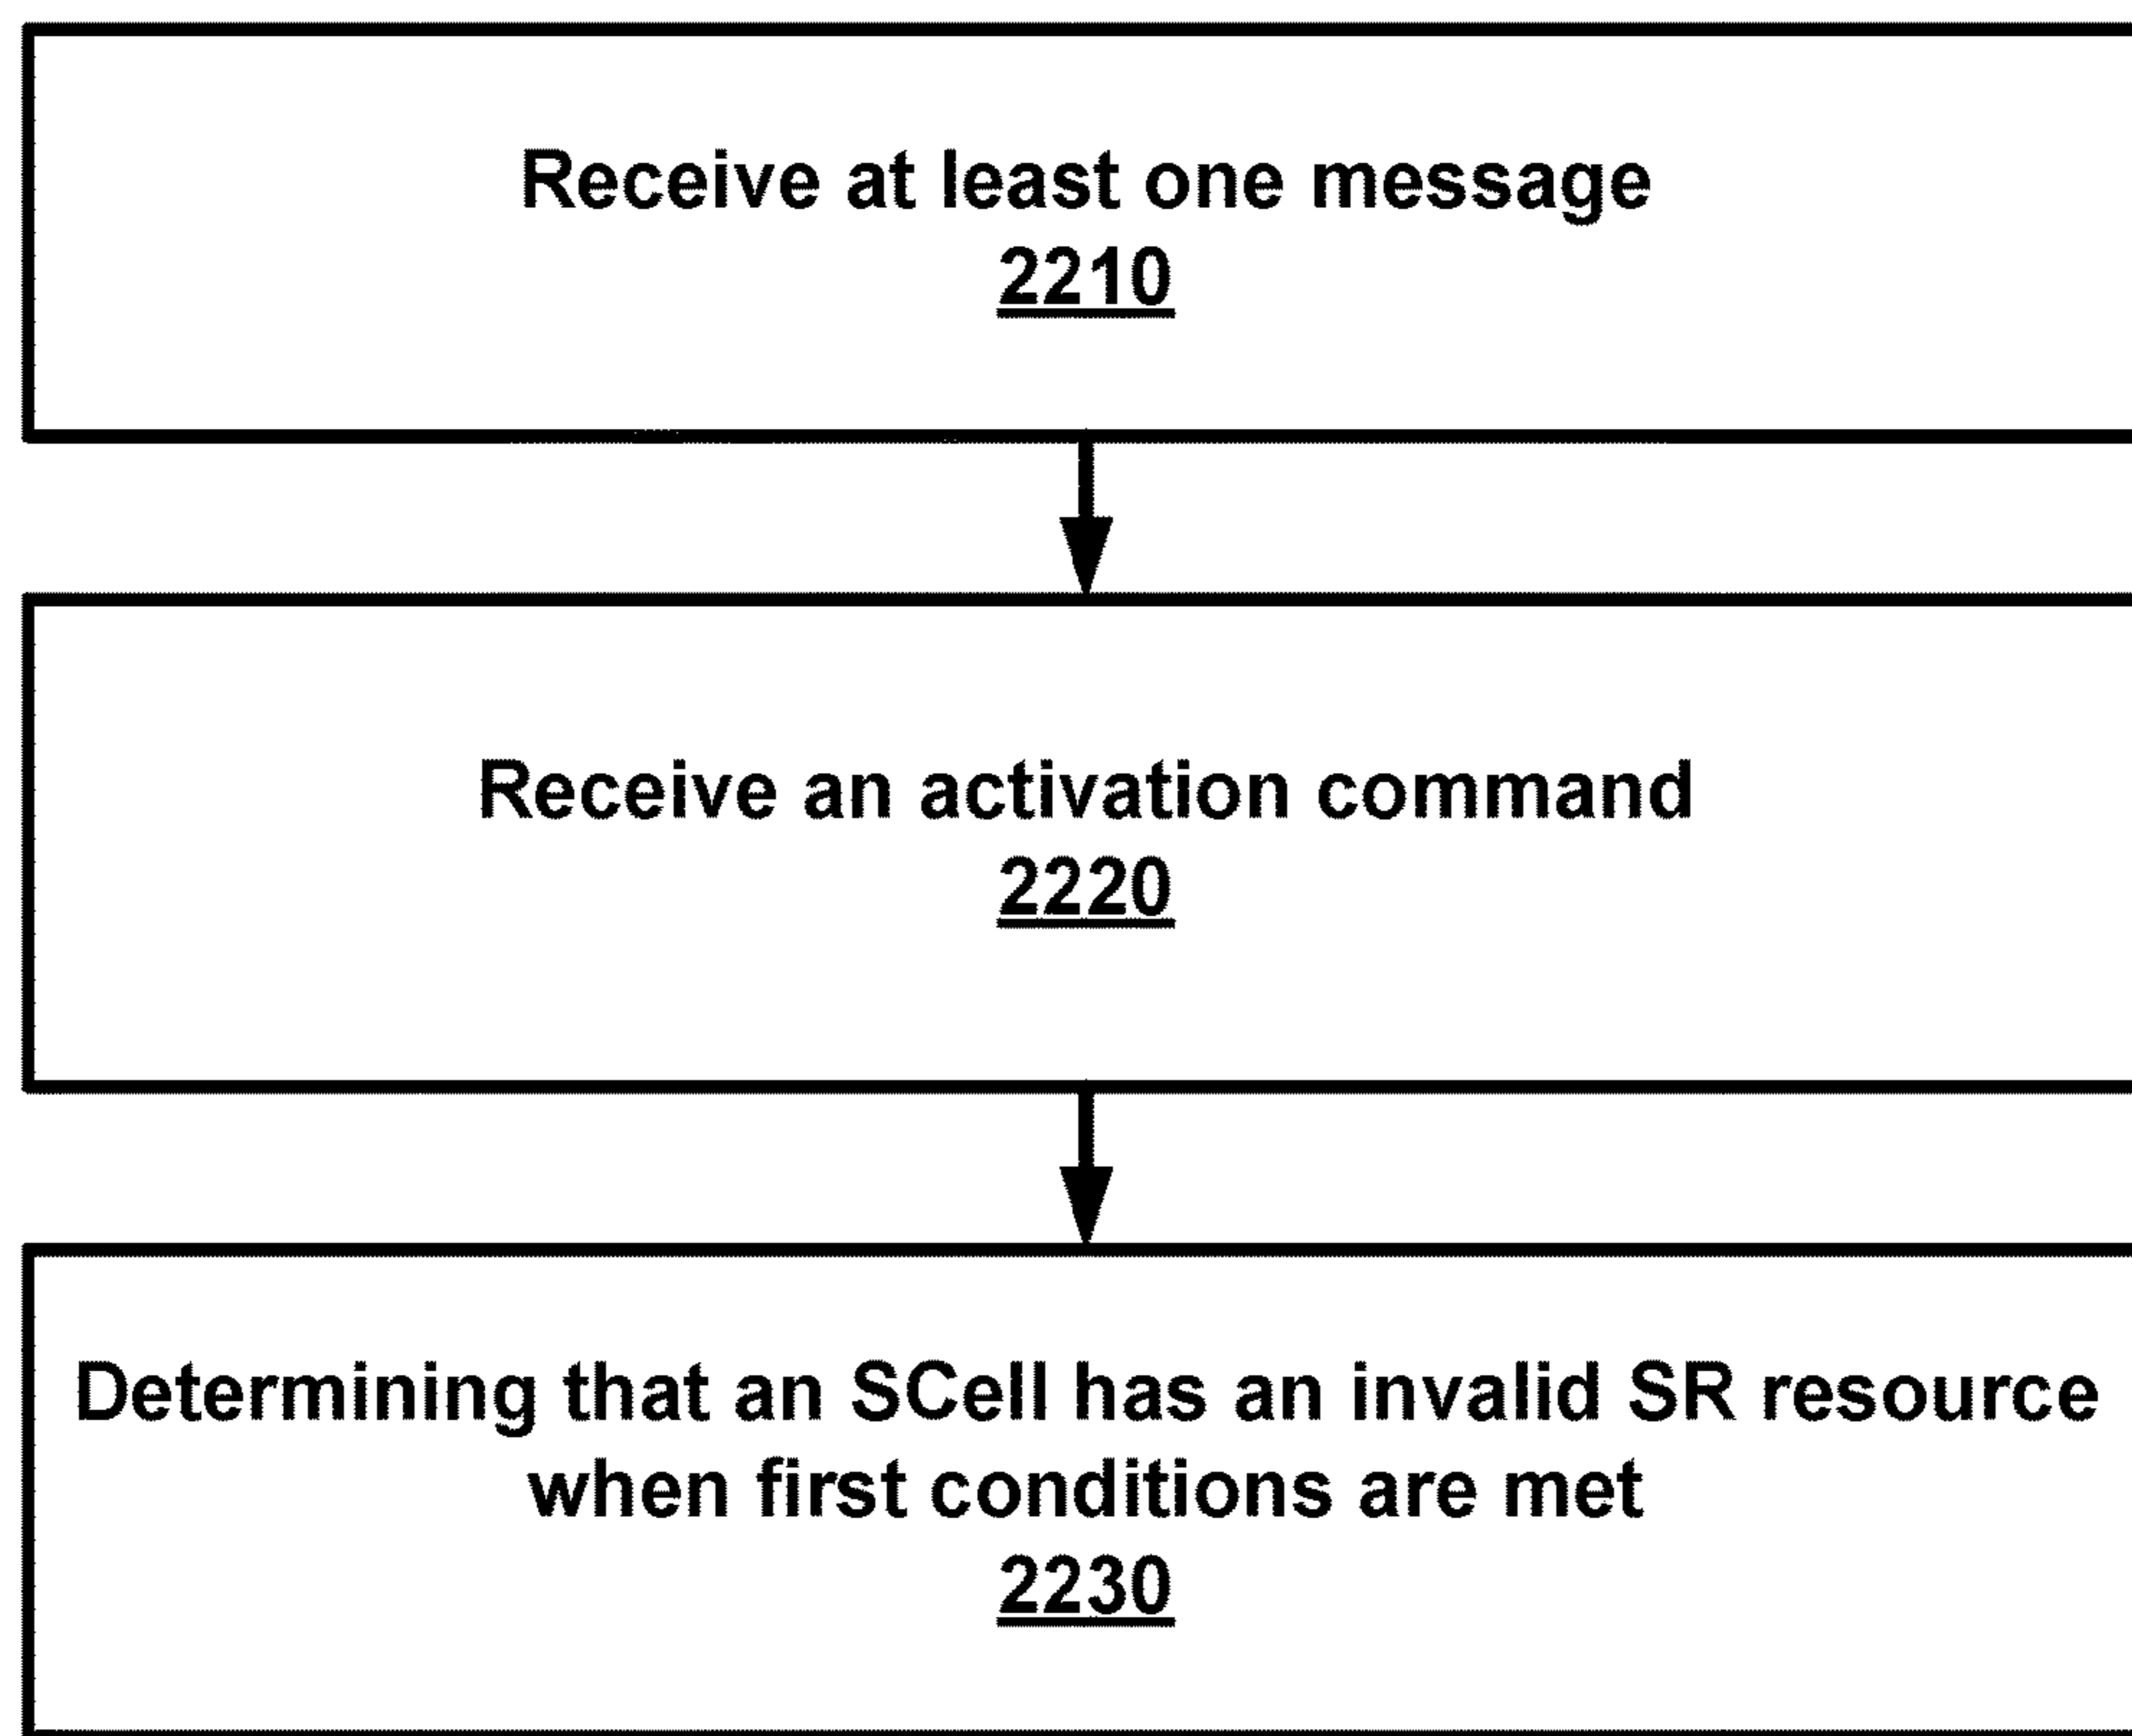 Receive at least one message
2210
Receive an activation command
2220
Determining that an SCell has an invalid SR resource
when first conditions are met
2230